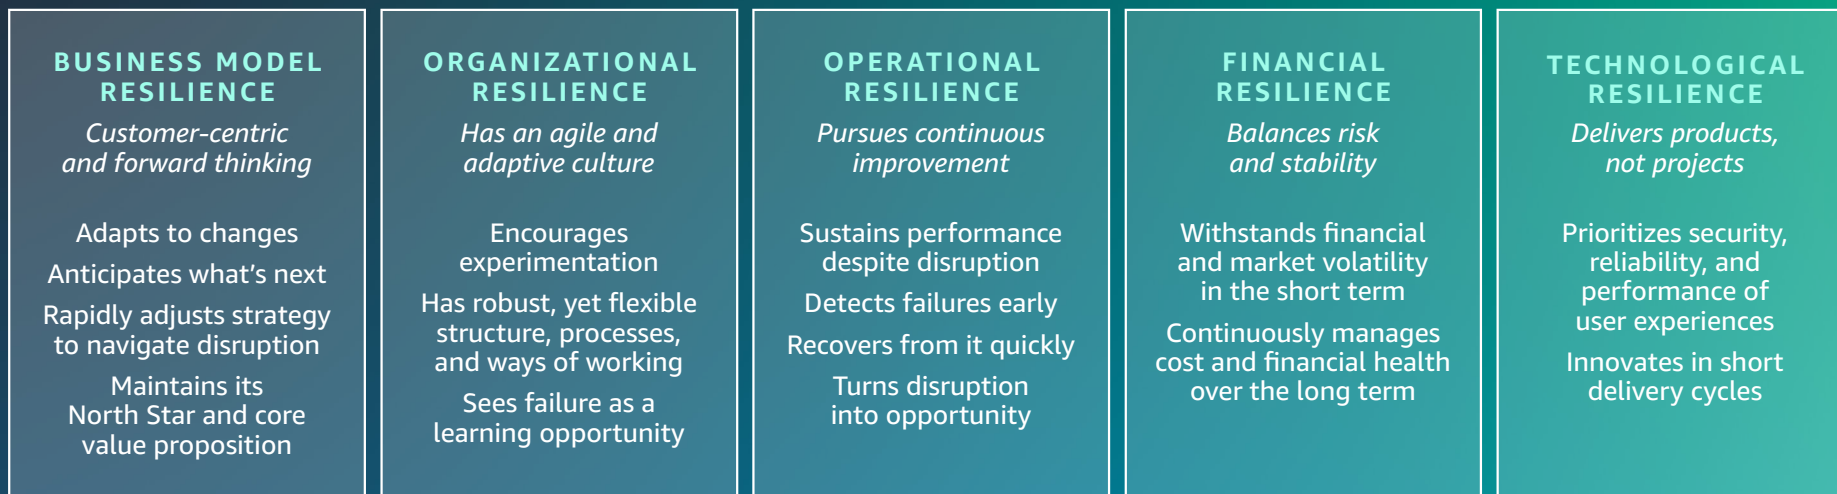 BUSINESS MODEL
RESILIENCE
Customer-centric
and forward thinking
Adapts to changes
Anticipates what’s next
Rapidly adjusts strategy
to navigate disruption
Maintains its
North Star and core
value proposition
ORGANIZATIONAL
RESILIENCE
Has an agile and
adaptive culture
Encourages
experimentation
Has robust, yet flexible
structure, processes,
and ways of working
Sees failure as a
learning opportunity
OPERATIONAL
RESILIENCE
Pursues continuous
improvement
Sustains performance
despite disruption
Detects failures early
Recovers from it quickly
Turns disruption
into opportunity
FINANCIAL
RESILIENCE
Balances risk
and stability
Withstands financial
and market volatility
in the short term
Continuously manages
cost and financial health
over the long term
TECHNOLOGICAL
RESILIENCE
Delivers products,
not projects
Prioritizes security,
reliability, and
performance of
user experiences
Innovates in short
delivery cycles